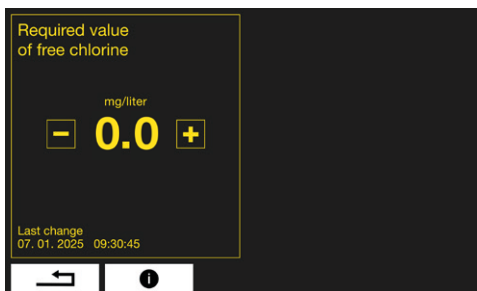 Required value
of free chlorine
mg/liter
− 0.0 +
Last change
07. 01. 2025 09:30:45
i